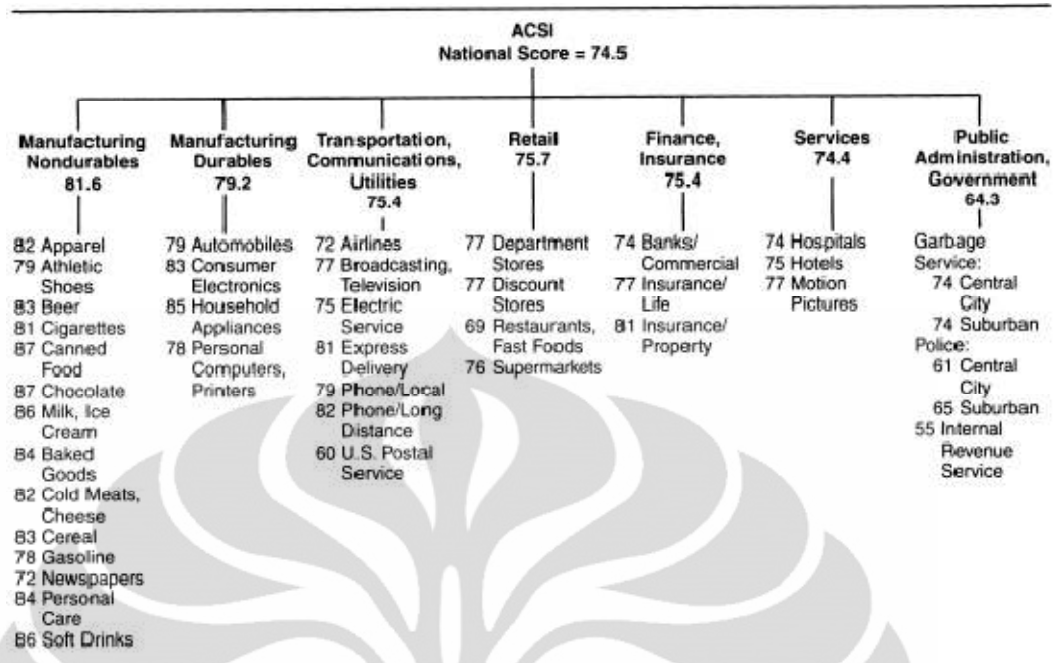 ACSI
National Score = 74.5
Manufacturing
Nondurables
81.6
82 Apparel
79 Athletic
Shoes
83 Beer
81 Cigarettes
87 Canned
Food
87 Chocolate
86 Milk, Ice
Cream
84 Baked
Goods
82 Cold Meats,
Cheese
83 Cereal
78 Gasoline
72 Newspapers
84 Personal
Care
86 Soft Drinks
Manufacturing
Durables
79.2
79 Automobiles
83 Consumer
Electronics
85 Household
Appliances
78 Personal
Computers,
Printers
Transportation,
Communications,
Utilities
75.4
72 Airlines
77 Broadcasting,
Television
75 Electric
Service
81 Express
Delivery
79 Phone/Local
82 Phone/Long
Distance
60 U.S. Postal
Service
Retail
75.7
77 Department
Stores
77 Discount
Stores
69 Restaurants,
Fast Foods
76 Supermarkets
Finance,
Insurance
75.4
74 Banks/
Commercial
77 Insurance/
Life
81 Insurance/
Property
Services
74.4
74 Hospitals
75 Hotels
77 Motion
Pictures
Public
Administration,
Government
64.3
Garbage
Service:
74 Central
City
74 Suburban
Police:
61 Central
City
65 Suburban
55 Internal
Revenue
Service